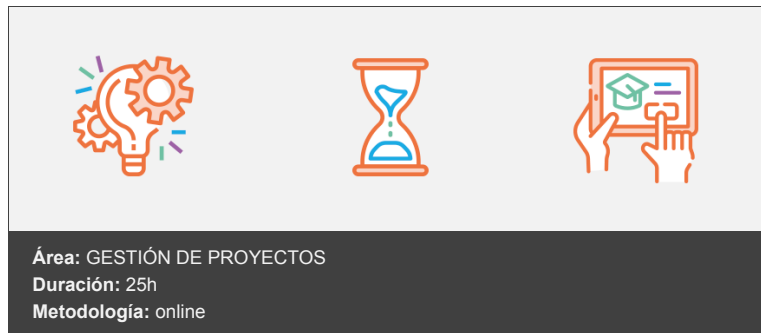 Área: GESTIÓN DE PROYECTOS
Duración: 25h
Metodología: online